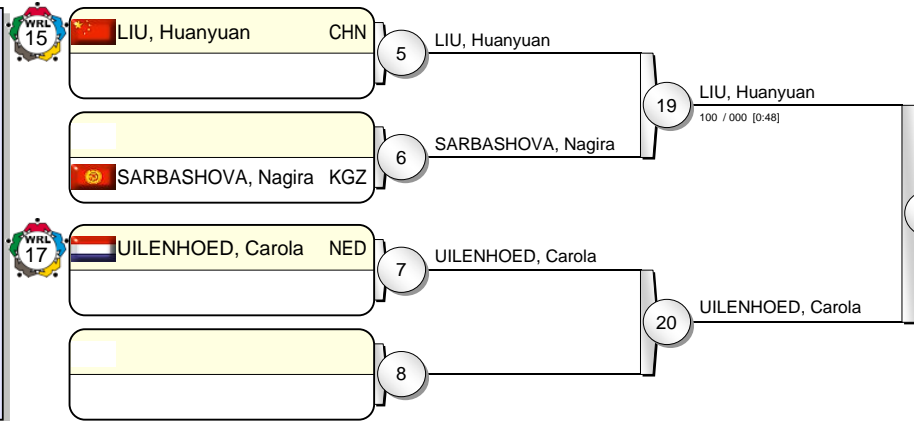 WRL
15
LIU, Huanyuan CHN
5
LIU, Huanyuan
19
LIU, Huanyuan
100 / 000 [0:48]
6
SARBASHOVA, Nagira
SARBASHOVA, Nagira KGZ
WRL
17
UILENHOED, Carola NED
7
UILENHOED, Carola
20
UILENHOED, Carola
8